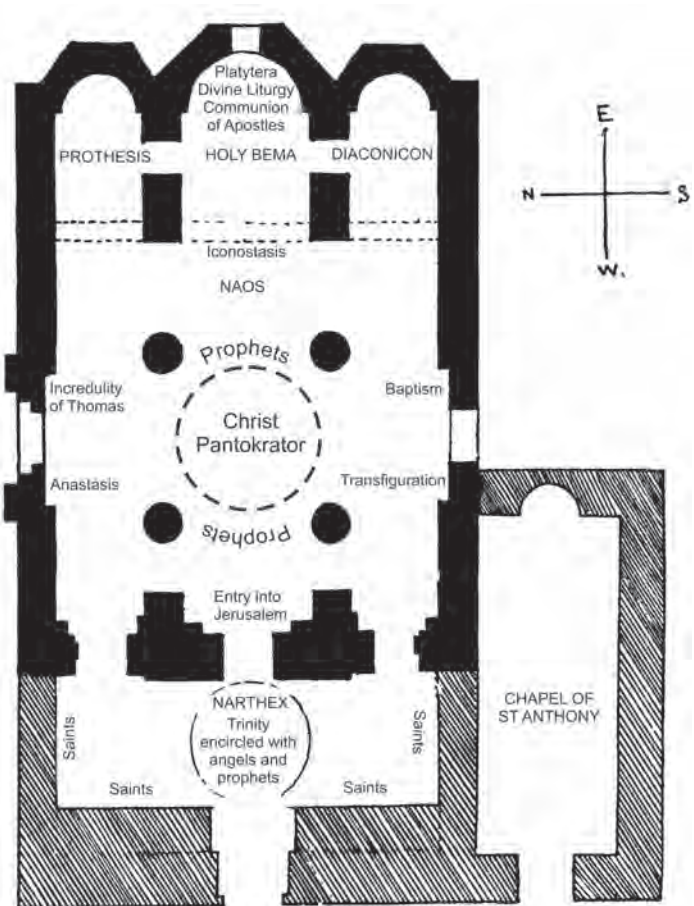 Platytera
Divine Liturgy
Communion
of Apostles
PROTHESIS
HOLY BEMA
DIACONICON
E
N
S
W.
Iconostasis
NAOS
Prophets
Incredulity
of Thomas
Baptism
Christ
Pantokrator
Anastasis
Transfiguration
Prophets
Entry into
Jerusalem
NARTHEX
Trinity
encircled with
angels and
prophets
Saints
Saints
Saints
Saints
CHAPEL OF
ST ANTHONY